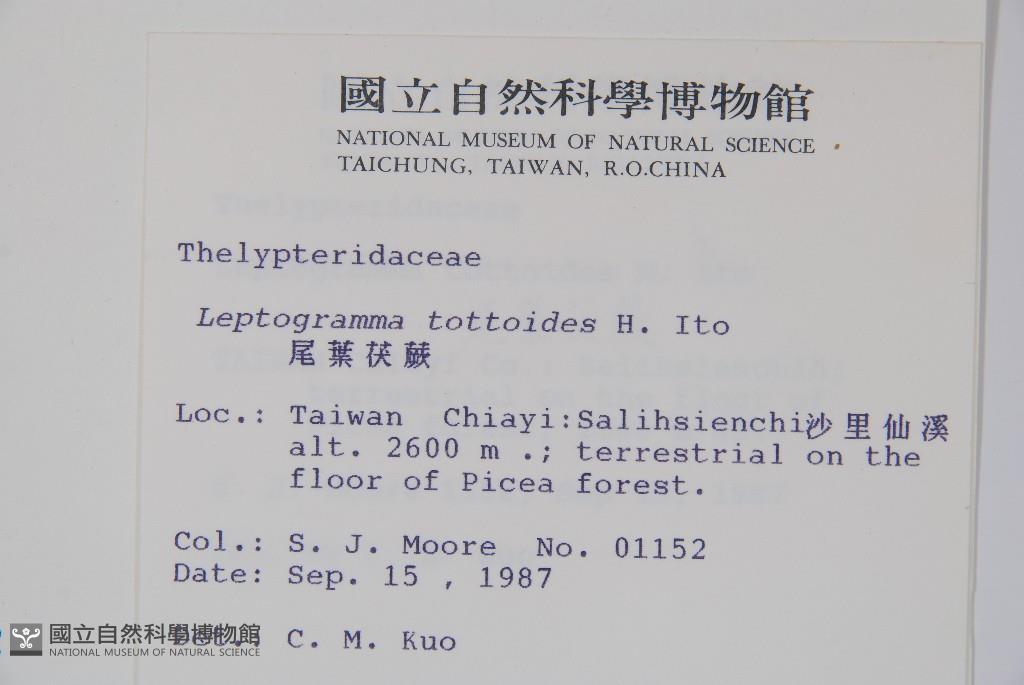 國立自然科學博物館
NATIONAL MUSEUM OF NATURAL SCIENCE
TAICHUNG, TAIWAN, R.O.CHINA
Thelypteridaceae
Leptogramma tottoides H. Ito
尾葉茯蕨
Loc.: Taiwan Chiayi:Salihsienchi沙里仙溪
alt. 2600 m .; terrestrial on the
floor of Picea forest.
Col.: S. J. Moore No. 01152
Date: Sep. 15 , 1987
Det.: C. M. Kuo
國立自然科學博物館
NATIONAL MUSEUM OF NATURAL SCIENCE